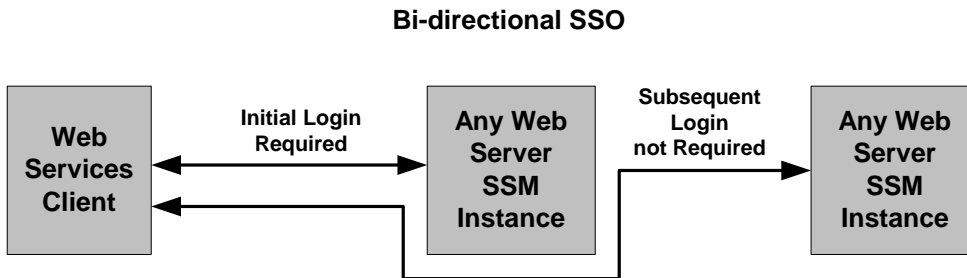 Bi-directional SSO
Web
Services
Client
Initial Login
Required
Any Web
Server
SSM
Instance
Subsequent
Login
not Required
Any Web
Server
SSM
Instance